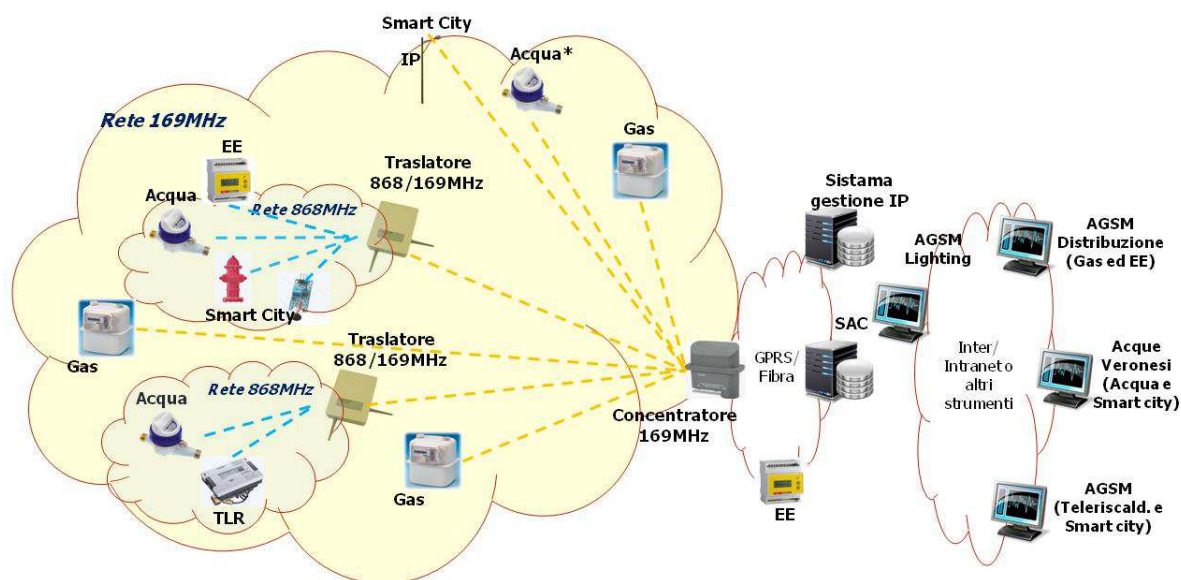 Smart City
IP
Acqua*
Rete 169MHz
Gas
EE
Traslatore
868/169MHz
Acqua
Rete 868MHz
Smart City
Gas
Traslatore
868/169MHz
Rete 868MHz
Acqua
TLR
Gas
Concentratore
169MHz
GPRS/
Fibra
EE
Sistama
gestione IP
SAC
AGSM
Lighting
Inter/
Intranet o
altri
strumenti
AGSM
Distribuzione
(Gas ed EE)
Acque
Veronesi
(Acqua e
Smart city)
AGSM
(Teleriscald. e
Smart city)